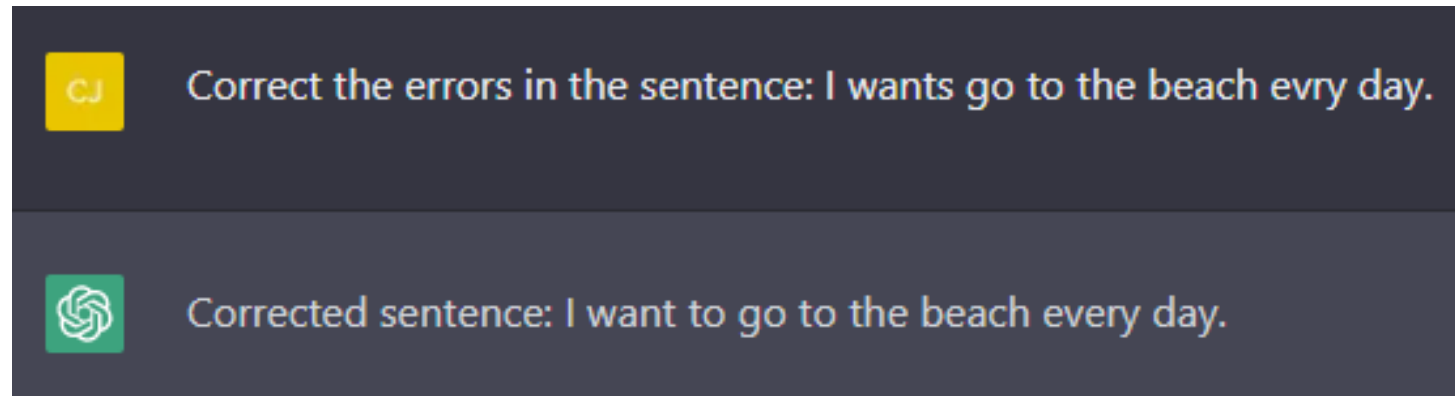 CJ
Correct the errors in the sentence: I wants go to the beach evry day.
Corrected sentence: I want to go to the beach every day.